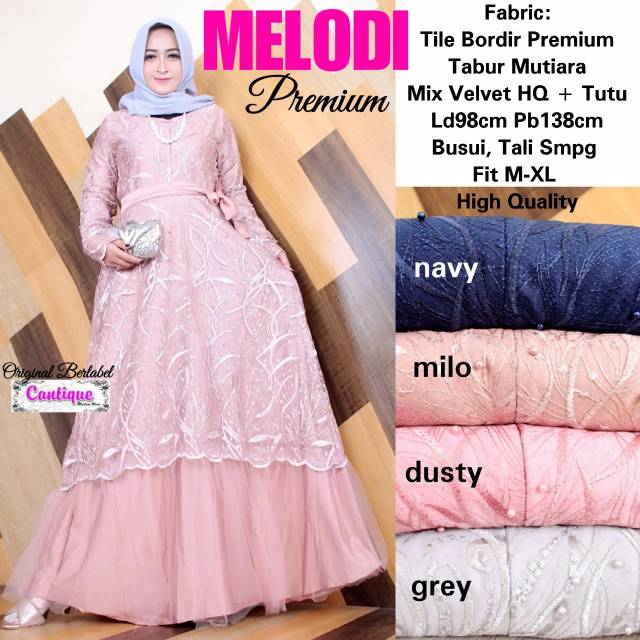 MELODI
Premium
Fabric:
Tile Bordir Premium
Tabur Mutiara
Mix Velvet HQ + Tutu
Ld98cm Pb138cm
Busui, Tali Smpg
Fit M-XL
High Quality
navy
milo
dusty
grey
Original Berlabel
Cantique